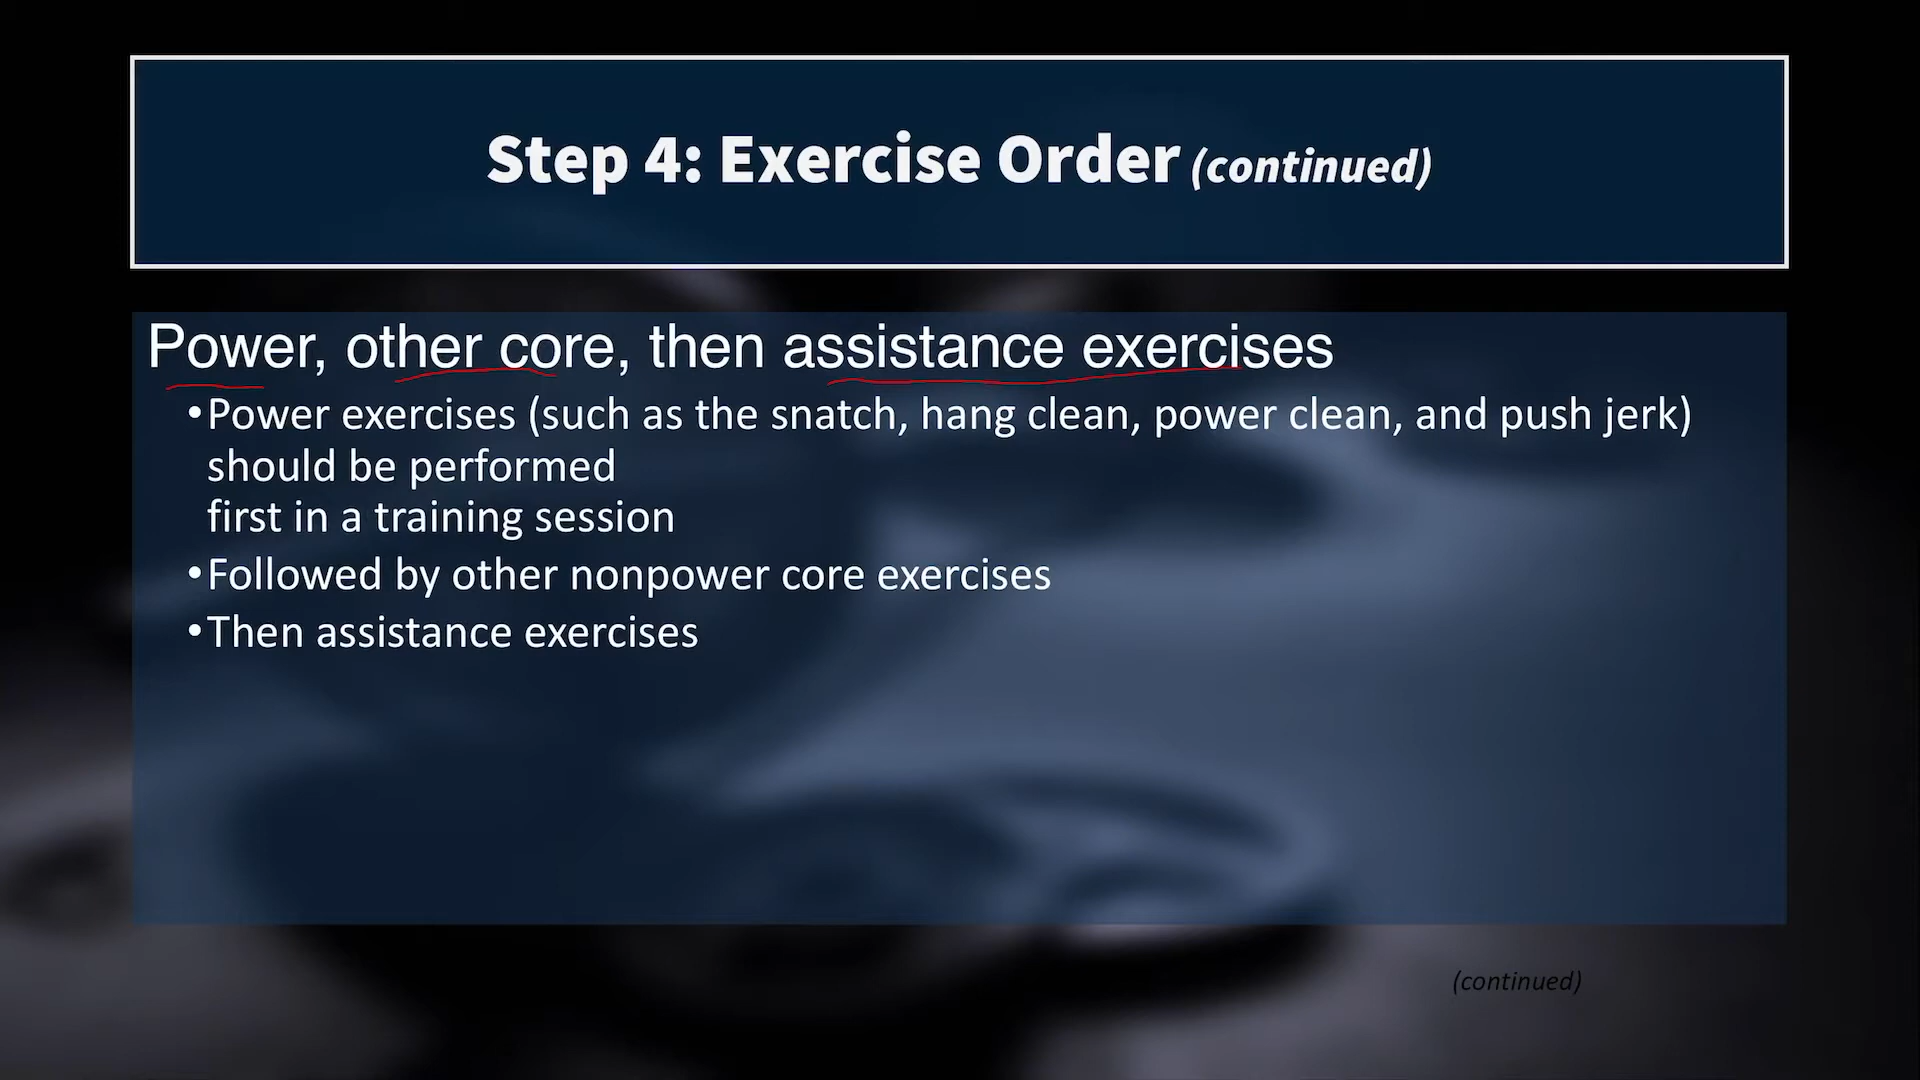 Step 4: Exercise Order (continued)
Power, other core, then assistance exercises
•Power exercises (such as the snatch, hang clean, power clean, and push jerk)
should be performed
first in a training session
•Followed by other nonpower core exercises
•Then assistance exercises
(continued)